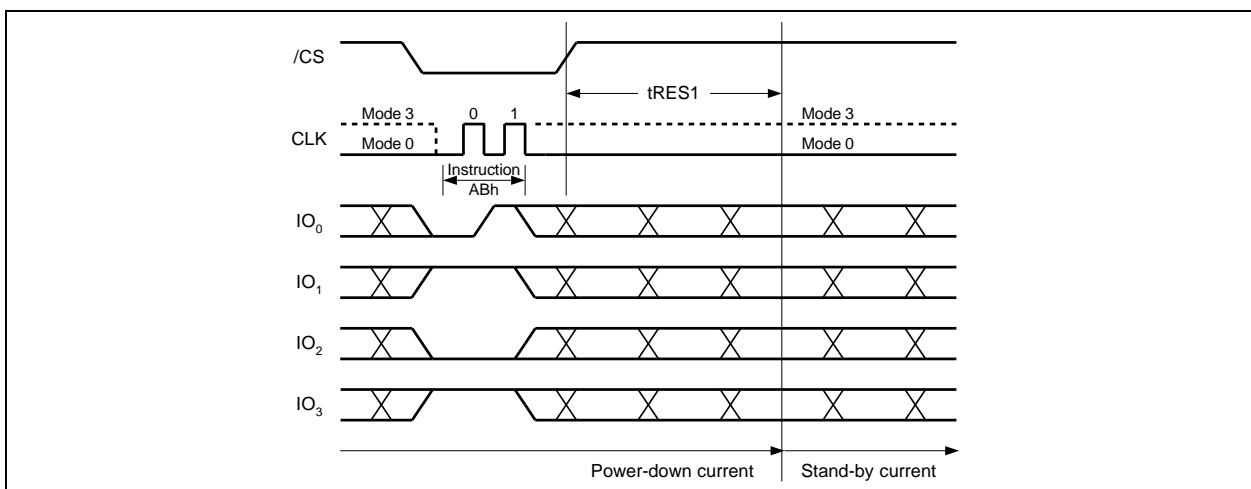 /CS
tRES1
Mode 3 0 1 Mode 3
CLK
Mode 0 Mode 0
Instruction
ABh
IO0
IO1
IO2
IO3
Power-down current Stand-by current